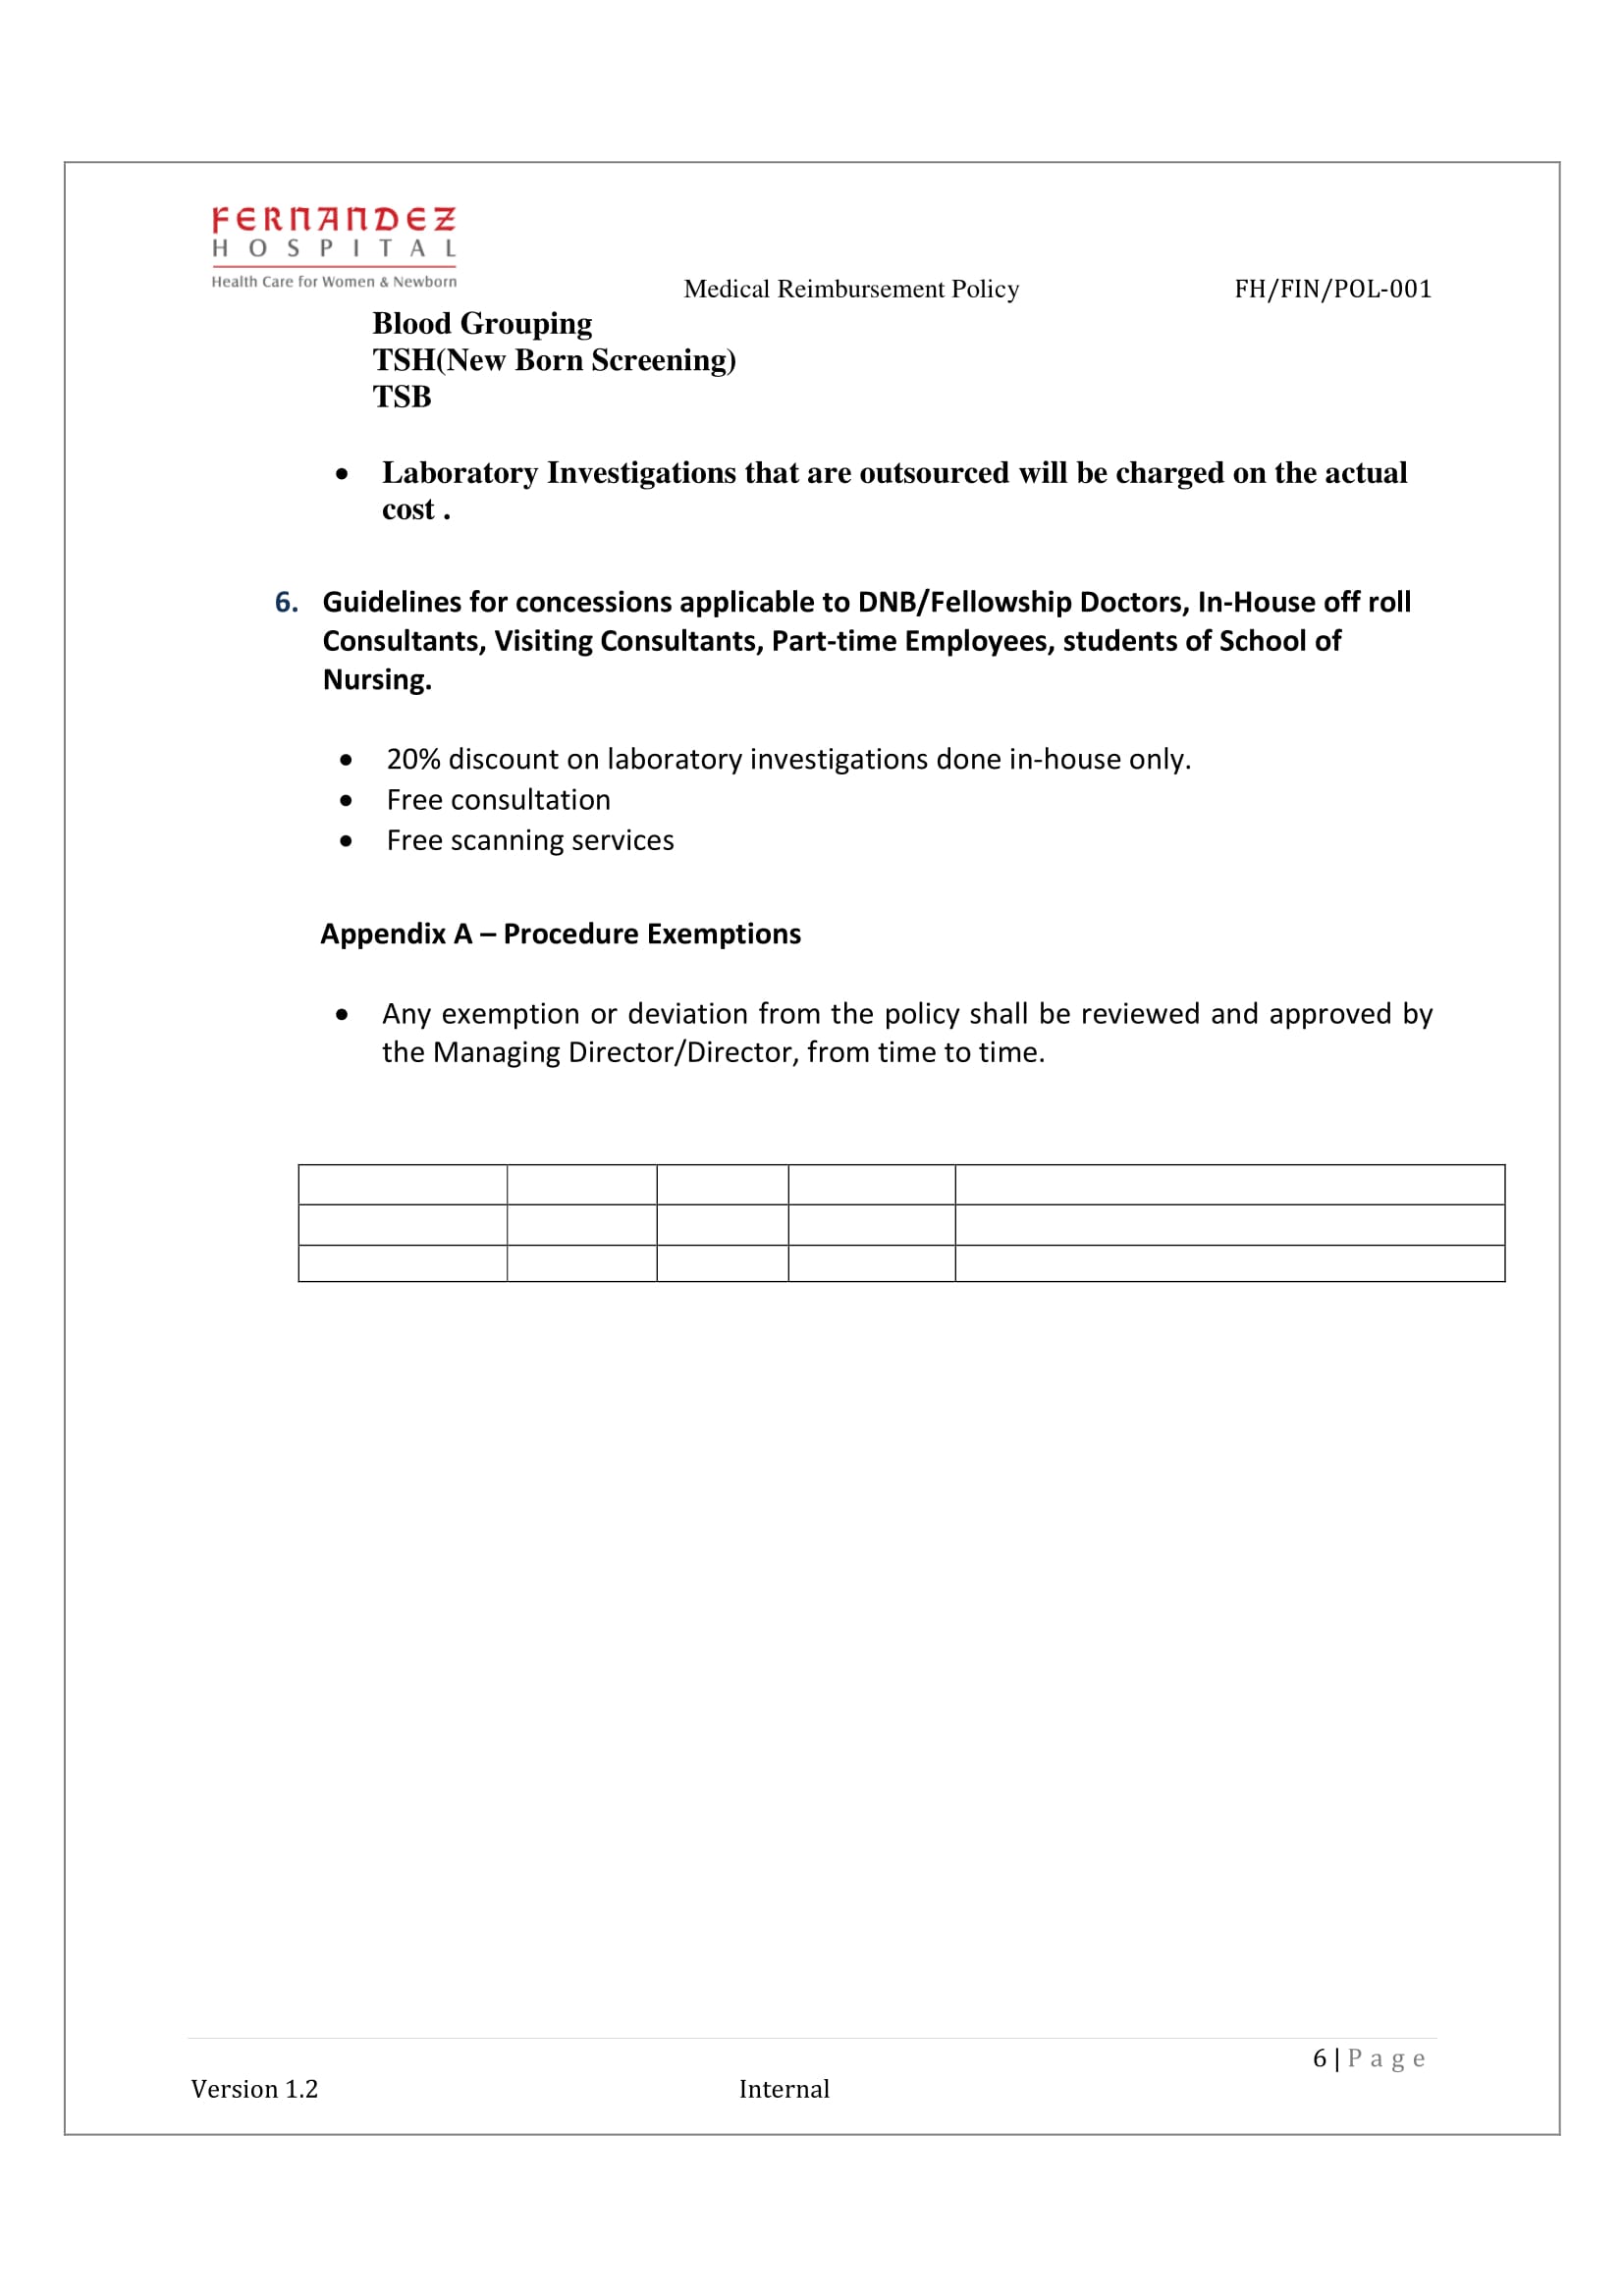 FERNANDEZ
HOSPITAL
Health Care for Women & Newborn
Medical Reimbursement Policy FH/FIN/POL-001
Blood Grouping
TSH(New Born Screening)
TSB
• Laboratory Investigations that are outsourced will be charged on the actual
cost .
6. Guidelines for concessions applicable to DNB/Fellowship Doctors, In-House off roll
Consultants, Visiting Consultants, Part-time Employees, students of School of
Nursing.
• 20% discount on laboratory investigations done in-house only.
• Free consultation
• Free scanning services
Appendix A – Procedure Exemptions
• Any exemption or deviation from the policy shall be reviewed and approved by
the Managing Director/Director, from time to time.
6 | Page
Version 1.2 Internal